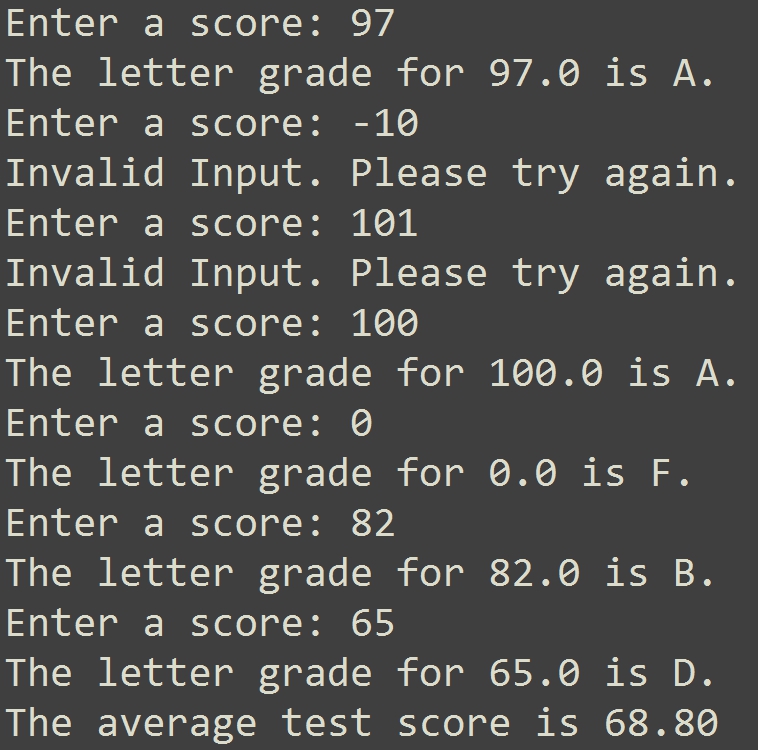 Enter a score: 97
The letter grade for 97.0 is A.
Enter a score: -10
Invalid Input. Please try again.
Enter a score: 101
Invalid Input. Please try again.
Enter a score: 100
The letter grade for 100.0 is A.
Enter a score: 0
The letter grade for 0.0 is F.
Enter a score: 82
The letter grade for 82.0 is B.
Enter a score: 65
The letter grade for 65.0 is D.
The average test score is 68.80